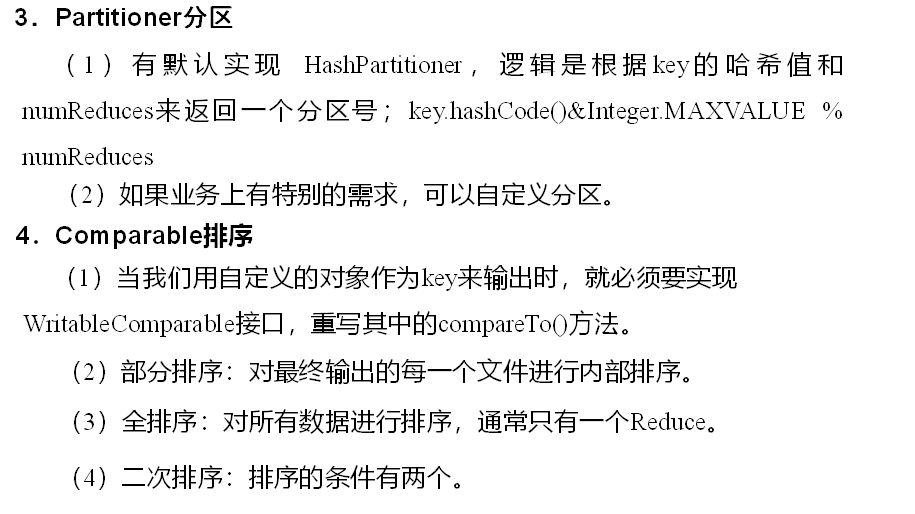 3．Partitioner分区
（1）有默认实现 HashPartitioner，逻辑是根据key的哈希值和
numReduces来返回一个分区号；key.hashCode()&Integer.MAXVALUE %
numReduces
（2）如果业务上有特别的需求，可以自定义分区。
4．Comparable排序
（1）当我们用自定义的对象作为key来输出时，就必须要实现
WritableComparable接口，重写其中的compareTo()方法。
（2）部分排序：对最终输出的每一个文件进行内部排序。
（3）全排序：对所有数据进行排序，通常只有一个Reduce。
（4）二次排序：排序的条件有两个。